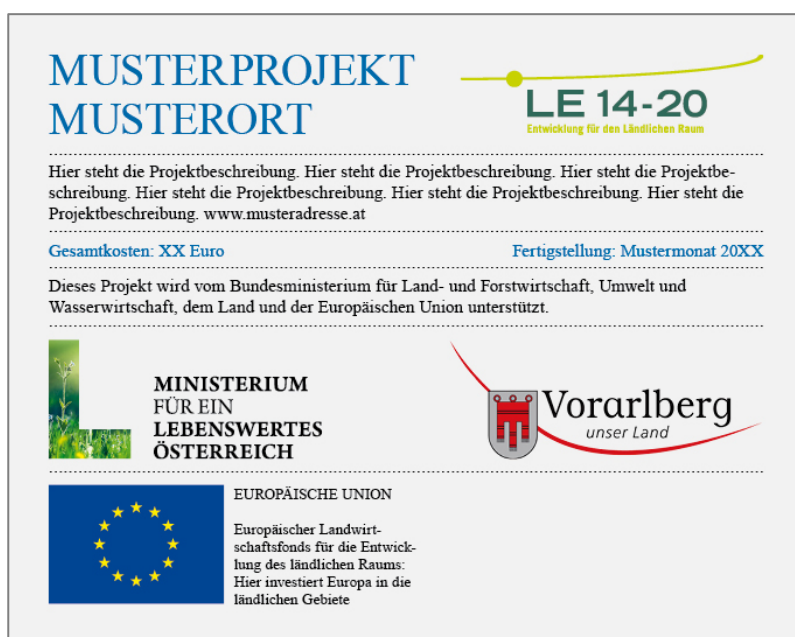 MUSTERPROJEKT
MUSTERORT
LE 14-20
Entwicklung für den Ländlichen Raum
Hier steht die Projektbeschreibung. Hier steht die Projektbeschreibung. Hier steht die Projektbe-
schreibung. Hier steht die Projektbeschreibung. Hier steht die Projektbeschreibung. Hier steht die
Projektbeschreibung. www.musteradresse.at
Gesamtkosten: XX Euro
Fertigstellung: Mustermonat 20XX
Dieses Projekt wird vom Bundesministerium für Land- und Forstwirtschaft, Umwelt und
Wasserwirtschaft, dem Land und der Europäischen Union unterstützt.
MINISTERIUM
FÜR EIN
LEBENSWERTES
ÖSTERREICH
Vorarlberg
unser Land
EUROPÄISCHE UNION
Europäischer Landwirt-
schaftsfonds für die Entwick-
lung des ländlichen Raums:
Hier investiert Europa in die
ländlichen Gebiete